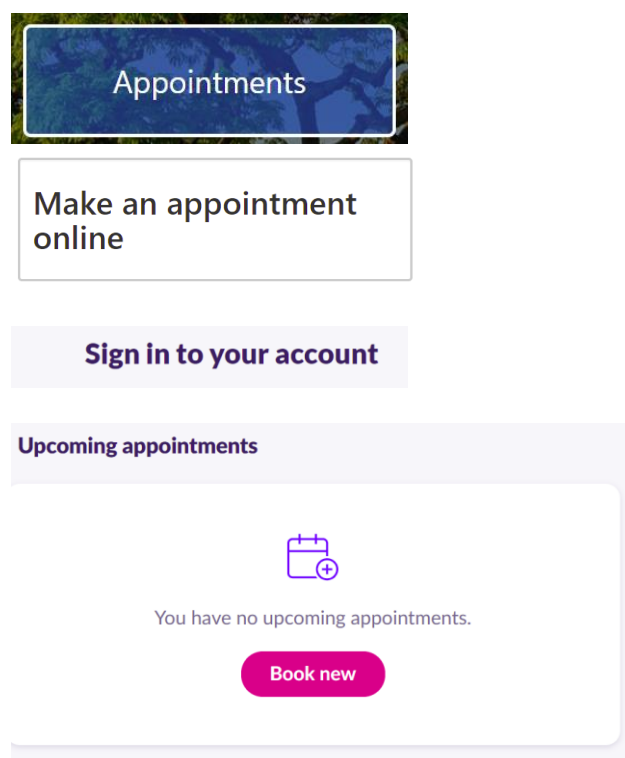 Appointments
Make an appointment
online
Sign in to your account
Upcoming appointments
You have no upcoming appointments.
Book new